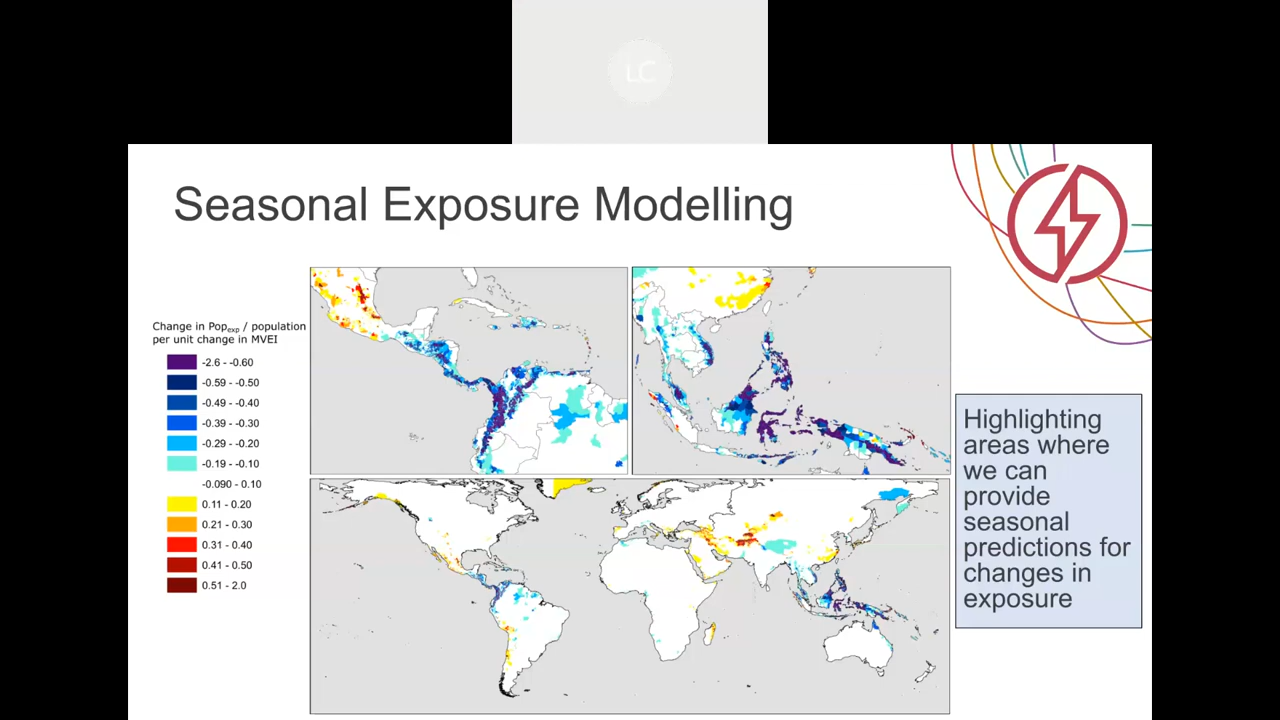 LC
Seasonal Exposure Modelling
Change in Popexp / population
per unit change in MVEI
-2.6 - -0.60
-0.59 - -0.50
-0.49 - -0.40
-0.39 - -0.30
-0.29 - -0.20
-0.19 - -0.10
-0.090 - 0.10
0.11 - 0.20
0.21 - 0.30
0.31 - 0.40
0.41 - 0.50
0.51 - 2.0
Highlighting
areas where
we can
provide
seasonal
predictions for
changes in
exposure